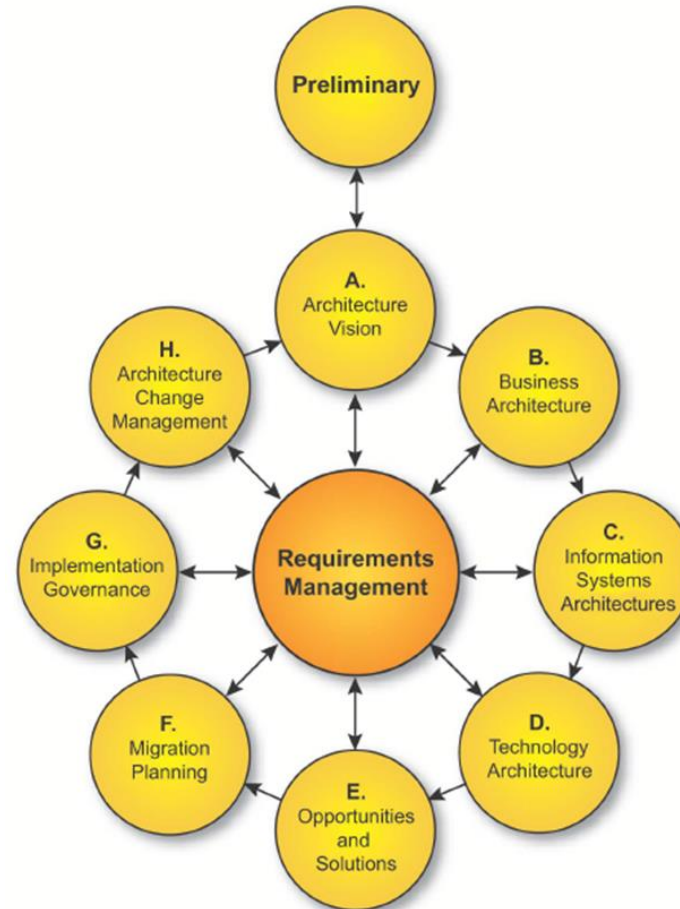 Preliminary
A.
Architecture
Vision
B.
Business
Architecture
C.
Information
Systems
Architectures
D.
Technology
Architecture
E.
Opportunities
and
Solutions
F.
Migration
Planning
G.
Implementation
Governance
H.
Architecture
Change
Management
Requirements
Management